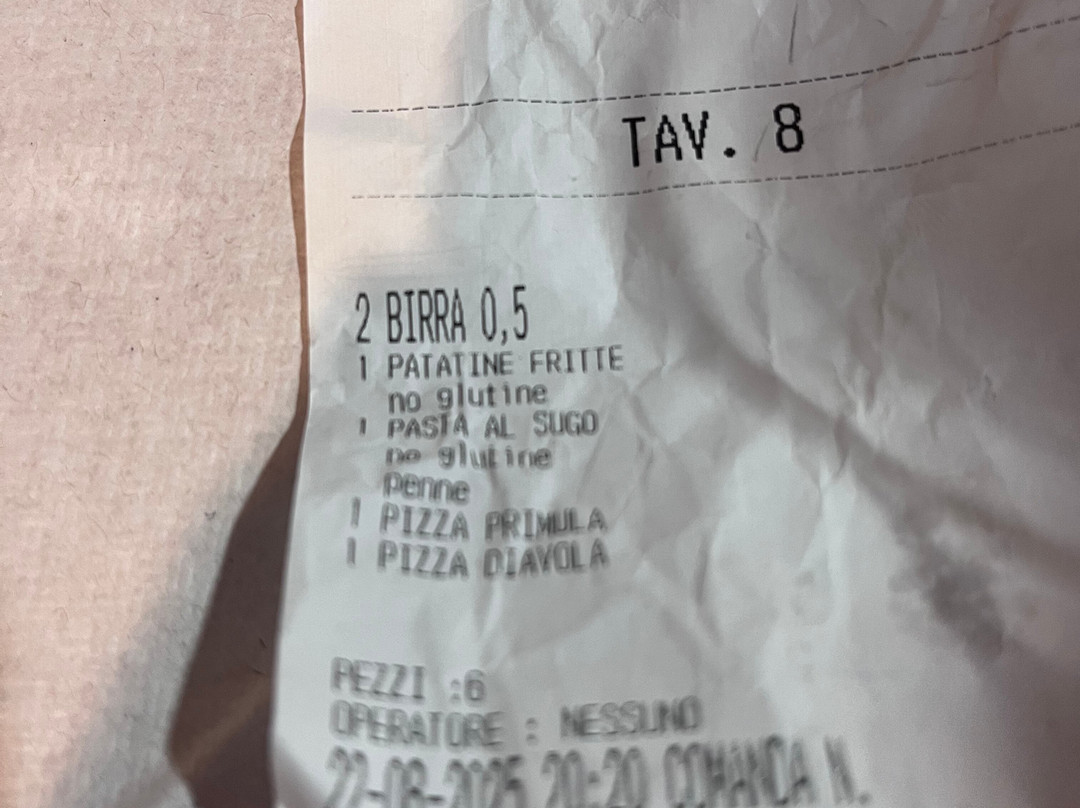 TAV. 8
2 BIRRA 0,5
1 PATATINE FRITTE
no glutine
1 PASTA AL SUGO
no glutine
penne
1 PIZZA PRIMULA
1 PIZZA DIAVOLA
PEZZI :6
OPERATORE : NESSUNO
22-08-2025 20:20 COMANDA N.